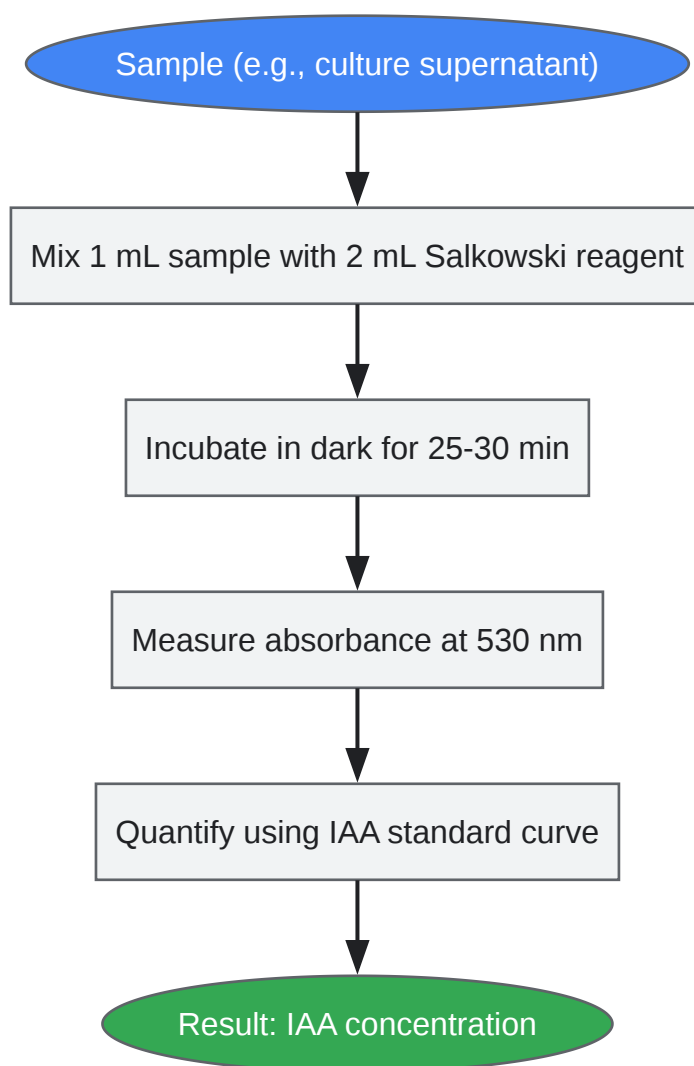 Sample (e.g., culture supernatant)
Mix 1 mL sample with 2 mL Salkowski reagent
Incubate in dark for 25-30 min
Measure absorbance at 530 nm
Quantify using IAA standard curve
Result: IAA concentration